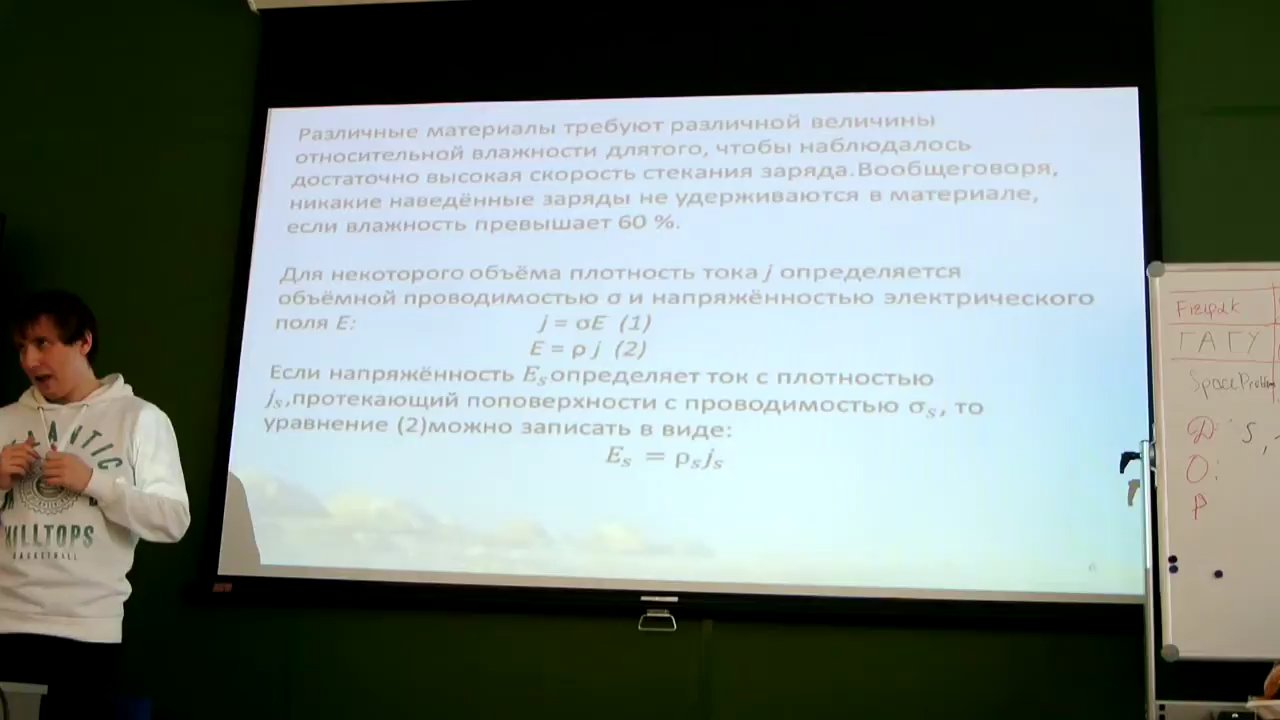 Различные материалы требуют различной величины
относительной влажности длятого, чтобы наблюдалось
достаточно высокая скорость стекания заряда.Вообщеговоря,
никакие наведённые заряды не удерживаются в материале,
если влажность превышает 60 %.
Для некоторого объёма плотность тока j определяется
объёмной проводимостью σ и напряжённостью электрического
поля E:
j = σE (1)
E = ρ j (2)
Если напряжённость Eₛопределяет ток с плотностью
jₛ,протекающий поповерхности с проводимостью σₛ, то
уравнение (2)можно записать в виде:
Eₛ = ρₛjₛ
HILLTOPS
BASKETBALL
ГАГУ